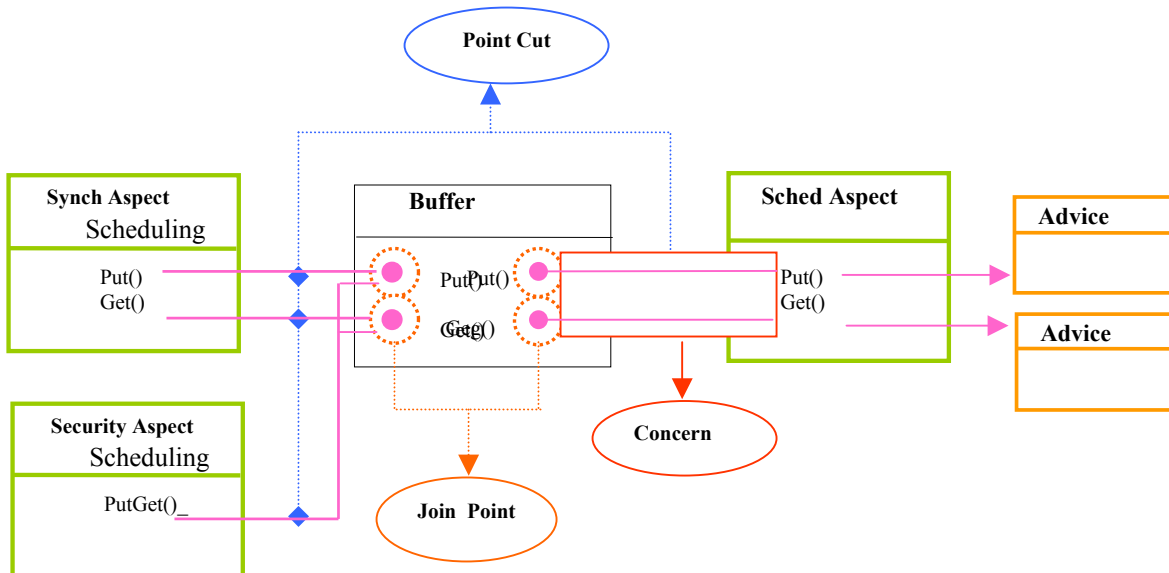 Point Cut
Synch Aspect
Scheduling
Put()
Get()
Buffer
Put()
Put()
Get()
Geg()
Sched Aspect
Put()
Get()
Advice
Advice
Security Aspect
Scheduling
PutGet()_
Concern
Join Point